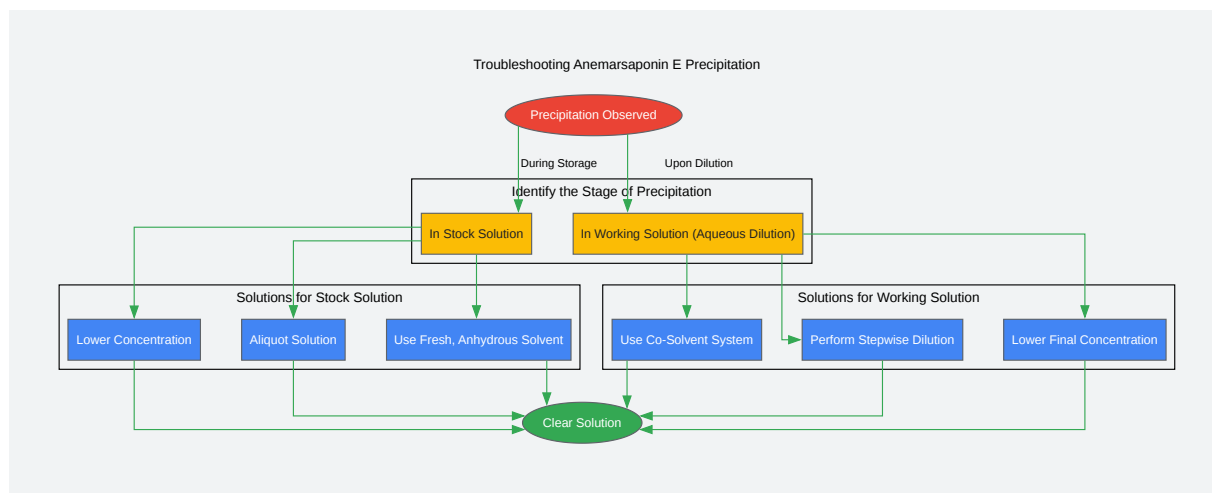 Troubleshooting Anemarsaponin E Precipitation
Precipitation Observed
During Storage
Upon Dilution
Identify the Stage of Precipitation
In Stock Solution
In Working Solution (Aqueous Dilution)
Solutions for Stock Solution
Solutions for Working Solution
Lower Concentration
Aliquot Solution
Use Fresh, Anhydrous Solvent
Use Co-Solvent System
Perform Stepwise Dilution
Lower Final Concentration
Clear Solution